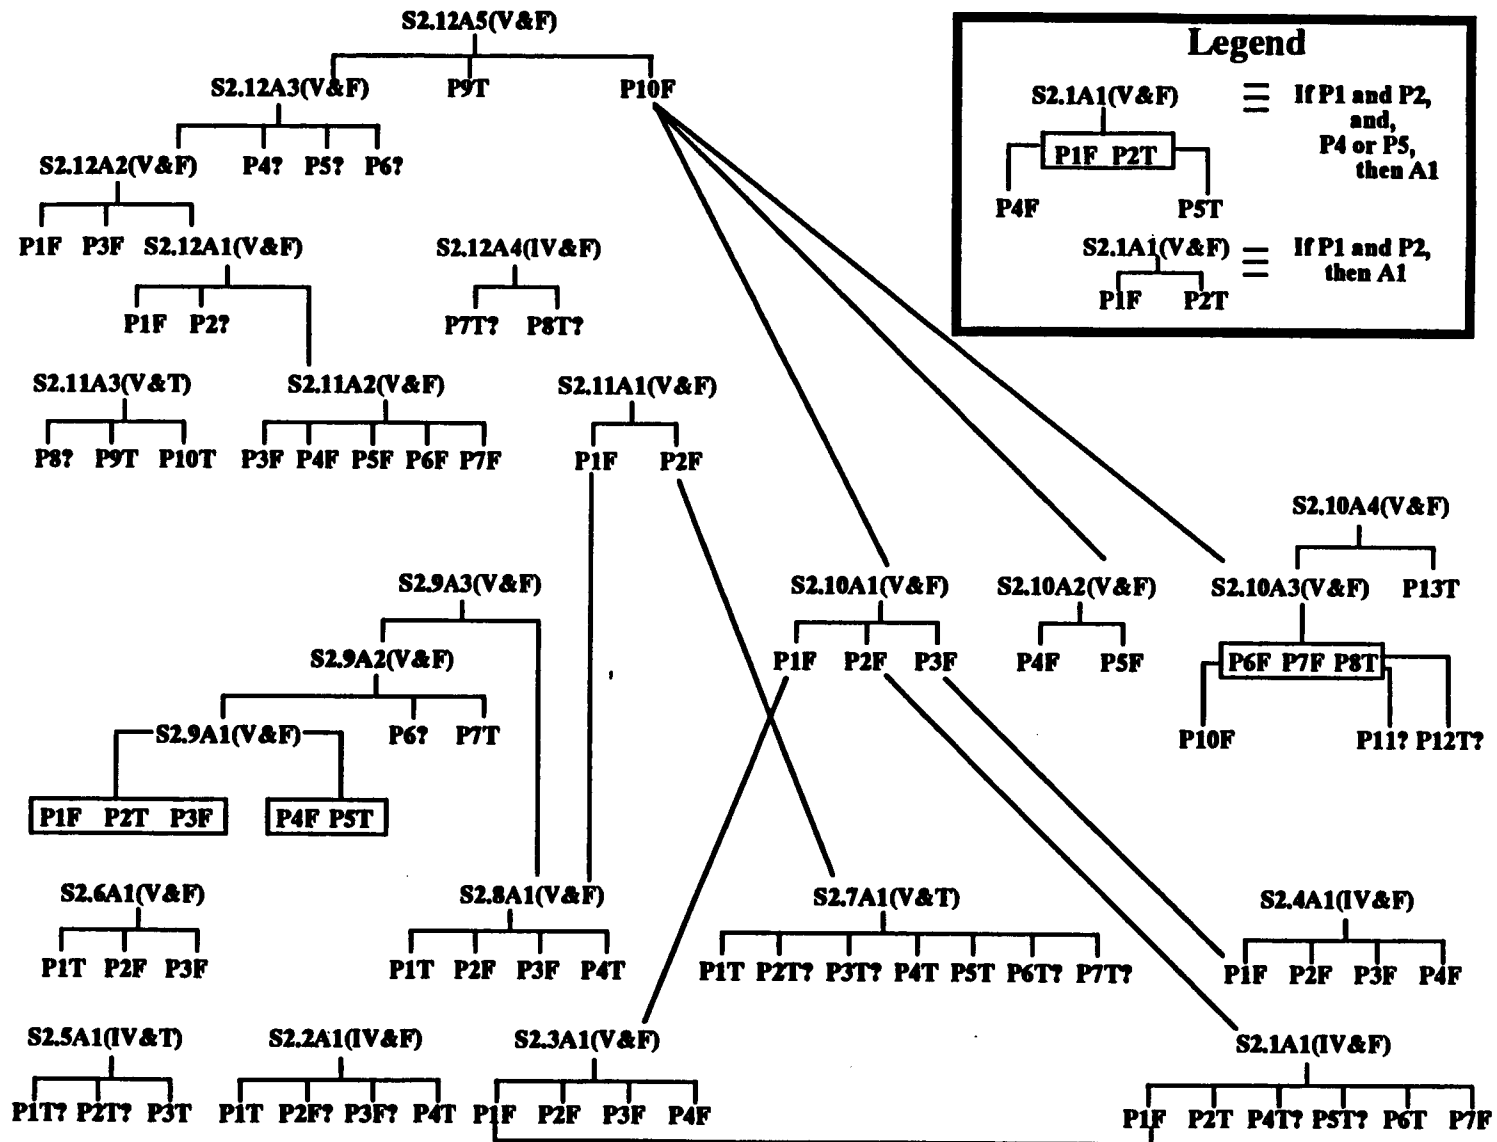 S2.12A5(V&F)
Legend
S2.12A3(V&F) P9T P10F
S2.1A1(V&F) ≡ If P1 and P2,
and,
P4 or P5,
then A1
P1F P2T
P4F P5T
S2.1A1(V&F) ≡ If P1 and P2,
then A1
P1F P2T
S2.12A2(V&F) P4? P5? P6?
P1F P3F S2.12A1(V&F) S2.12A4(IV&F)
P1F P2? P7T? P8T?
S2.11A3(V&T) S2.11A2(V&F) S2.11A1(V&F)
P8? P9T P10T P3F P4F P5F P6F P7F P1F P2F
S2.10A4(V&F)
S2.9A3(V&F) S2.10A1(V&F) S2.10A2(V&F) S2.10A3(V&F) P13T
S2.9A2(V&F) P1F P2F P3F P4F P5F P6F P7F P8T
S2.9A1(V&F) P6? P7T P10F P11? P12T?
P1F P2T P3F P4F P5T
S2.6A1(V&F) S2.8A1(V&F) S2.7A1(V&T) S2.4A1(IV&F)
P1T P2F P3F P1T P2F P3F P4T P1T P2T? P3T? P4T P5T P6T? P7T? P1F P2F P3F P4F
S2.5A1(IV&T) S2.2A1(IV&F) S2.3A1(V&F) S2.1A1(IV&F)
P1T? P2T? P3T P1T P2F? P3F? P4T P1F P2F P3F P4F P1F P2T P4T? P5T? P6T P7F